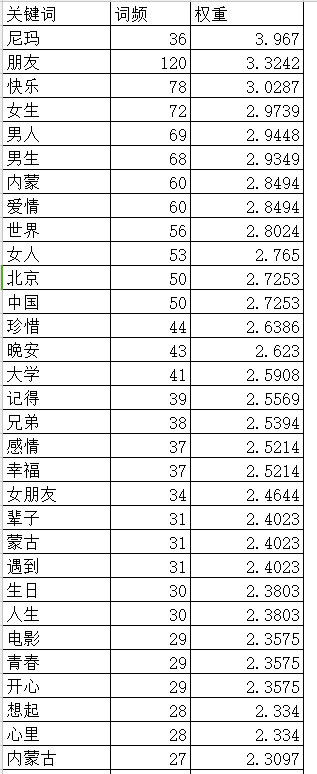 关键词 词频 权重
尼玛 36 3.967
朋友 120 3.3242
快乐 78 3.0287
女生 72 2.9739
男人 69 2.9448
男生 68 2.9349
内蒙 60 2.8494
爱情 60 2.8494
世界 56 2.8024
女人 53 2.765
北京 50 2.7253
中国 50 2.7253
珍惜 44 2.6386
晚安 43 2.623
大学 41 2.5908
记得 39 2.5569
兄弟 38 2.5394
感情 37 2.5214
幸福 37 2.5214
女朋友 34 2.4644
辈子 31 2.4023
蒙古 31 2.4023
遇到 31 2.4023
生日 30 2.3803
人生 30 2.3803
电影 29 2.3575
青春 29 2.3575
开心 29 2.3575
想起 28 2.334
心里 28 2.334
内蒙古 27 2.3097